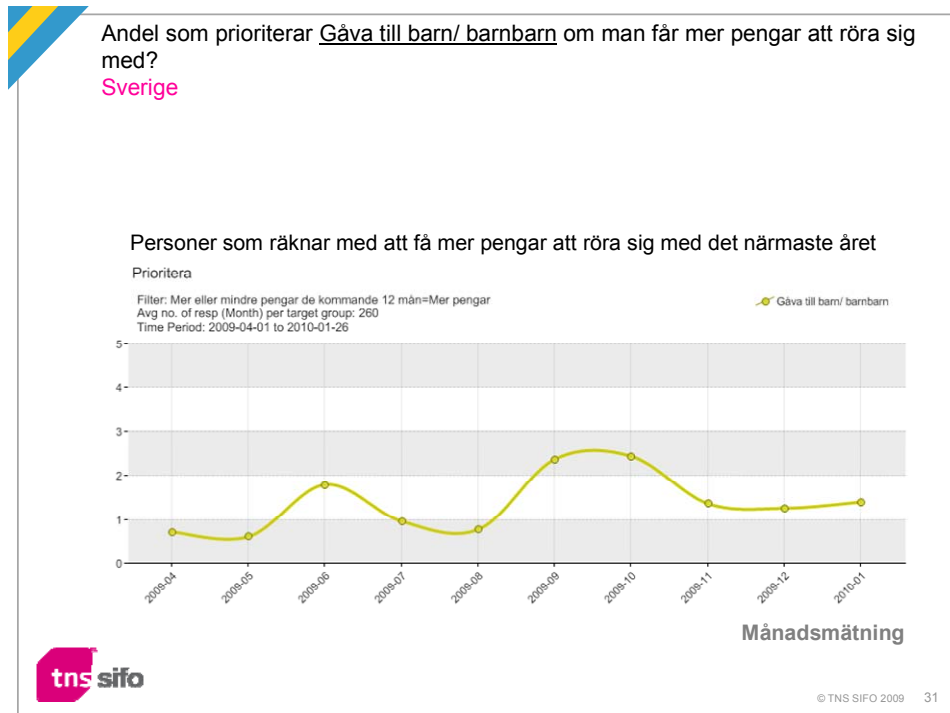 Andel som prioriterar Gåva till barn/ barnbarn om man får mer pengar att röra sig
med?
Sverige
Personer som räknar med att få mer pengar att röra sig med det närmaste året
Prioritera
Filter: Mer eller mindre pengar de kommande 12 mån=Mer pengar
Avg no. of resp (Month) per target group: 260
Time Period: 2009-04-01 to 2010-01-26
Gåva till barn/ barnbarn
5
4
3
2
1
0
2009-04
2009-05
2009-06
2009-07
2009-08
2009-09
2009-10
2009-11
2009-12
2010-01
Månadsmätning
tns sifo
© TNS SIFO 2009 31